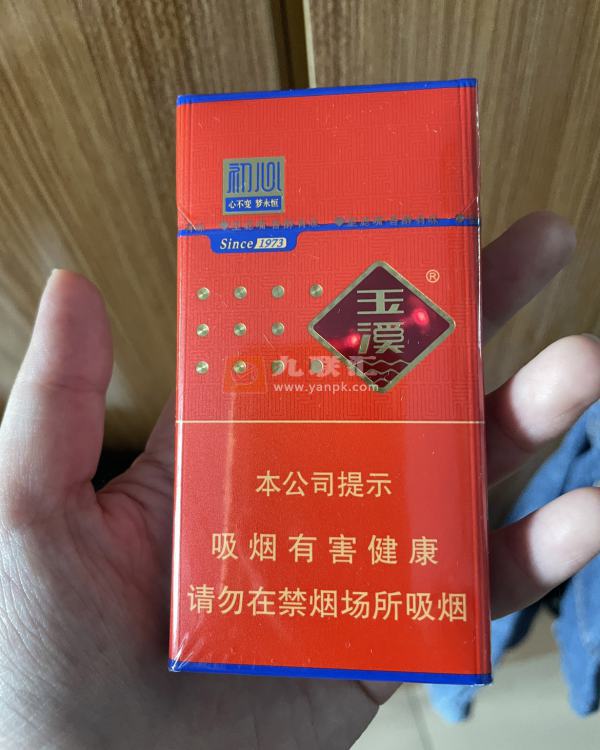 初心
心不变 梦永恒
Since 1973
玉溪
®
九联汇
www.yanpk.com
本公司提示
吸烟有害健康
请勿在禁烟场所吸烟